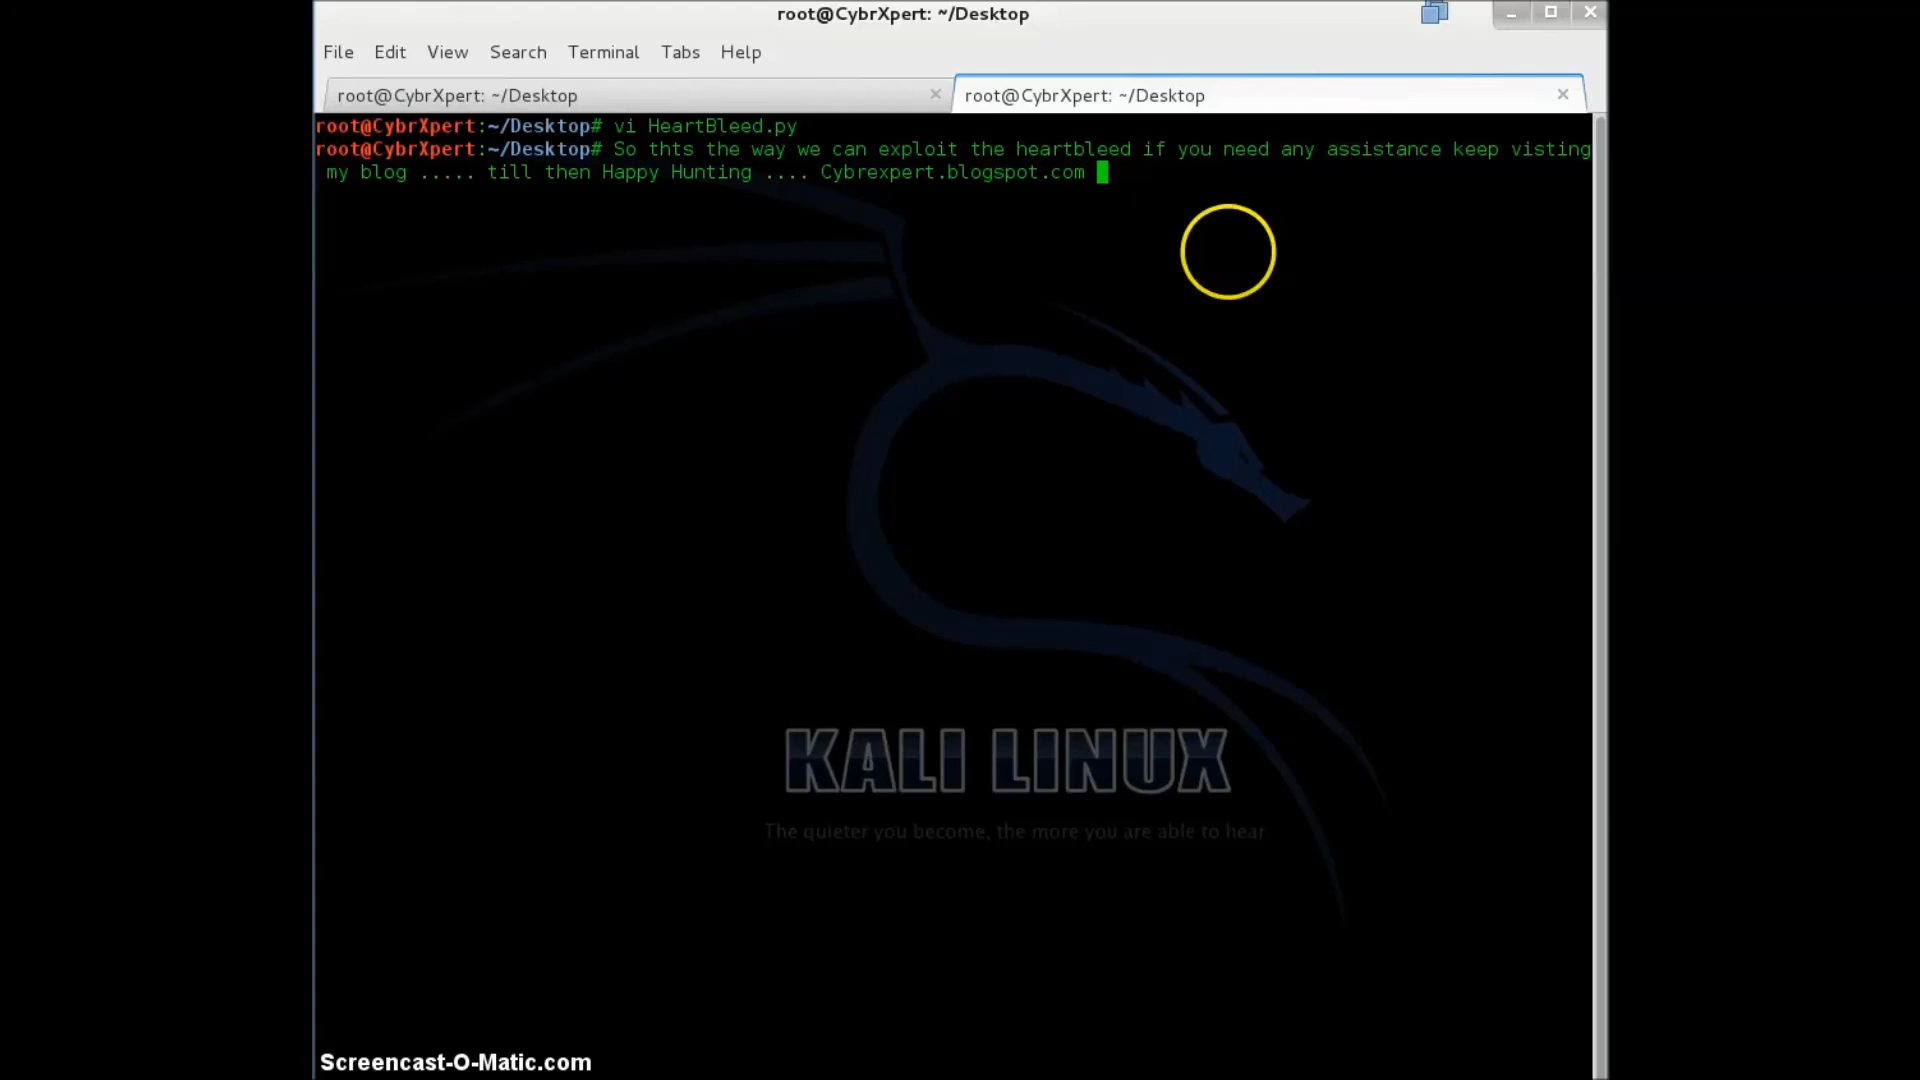 root@CybrXpert: ~/Desktop
File Edit View Search Terminal Tabs Help
root@CybrXpert: ~/Desktop
root@CybrXpert: ~/Desktop
root@CybrXpert:~/Desktop# vi HeartBleed.py
root@CybrXpert:~/Desktop# So thts the way we can exploit the heartbleed if you need any assistance keep visting
my blog ..... till then Happy Hunting .... Cybrexpert.blogspot.com
KALI LINUX
The quieter you become, the more you are able to hear
Screencast-O-Matic.com